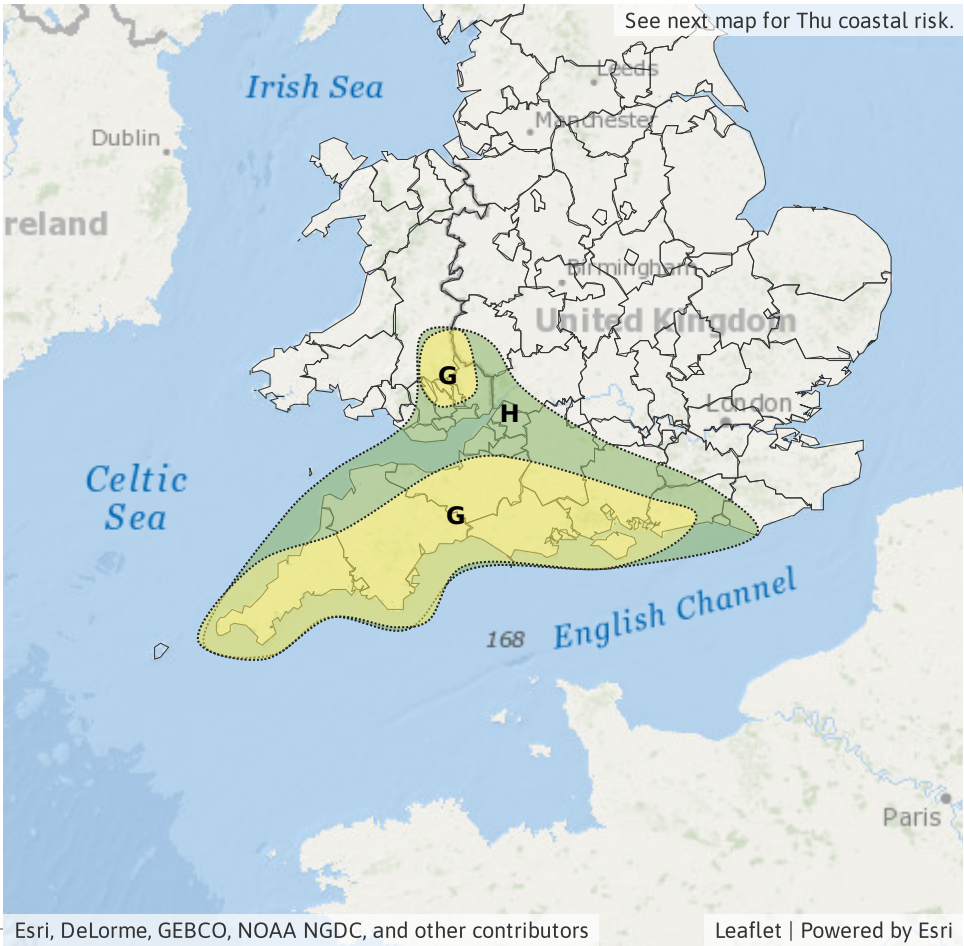 See next map for Thu coastal risk.
Leeds
Irish Sea
Manchester
Dublin
reland
Birmingham
United Kingdom
G
London
H
Celtic
Sea
G
English Channel
168
Paris
Esri, DeLorme, GEBCO, NOAA NGDC, and other contributors
Leaflet | Powered by Esri